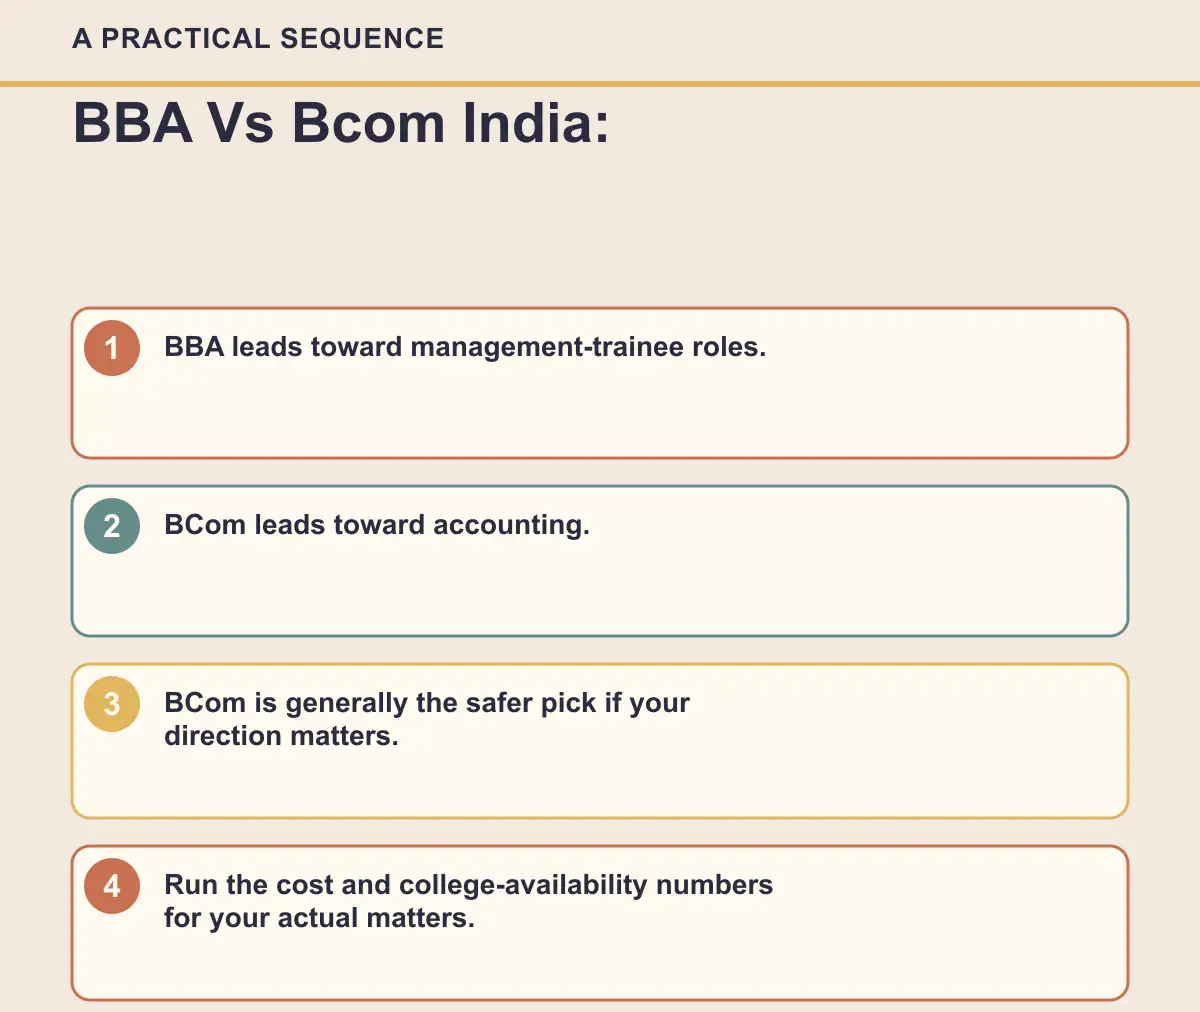 A PRACTICAL SEQUENCE
BBA Vs Bcom India:
1
BBA leads toward management-trainee roles.
2
BCom leads toward accounting.
3
BCom is generally the safer pick if your
direction matters.
4
Run the cost and college-availability numbers
for your actual matters.